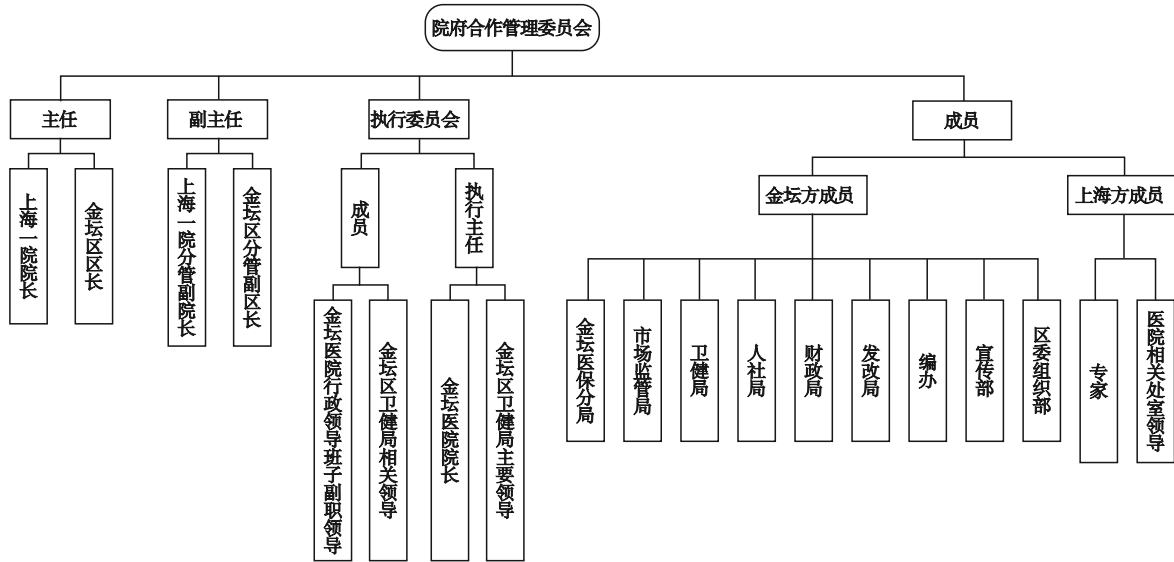 院府合作管理委员会
主任
副主任
执行委员会
成员
上海一院院长
金坛区区长
上海一院分管副院长
金坛区分管副区长
成员
执行主任
金坛方成员
上海方成员
金坛医院行政领导班子副职领导
金坛区卫健局相关领导
金坛医院院长
金坛区卫健局主要领导
金坛医保分局
市场监管局
卫健局
人社局
财政局
发改局
编办
宣传部
区委组织部
专家
医院相关处室领导